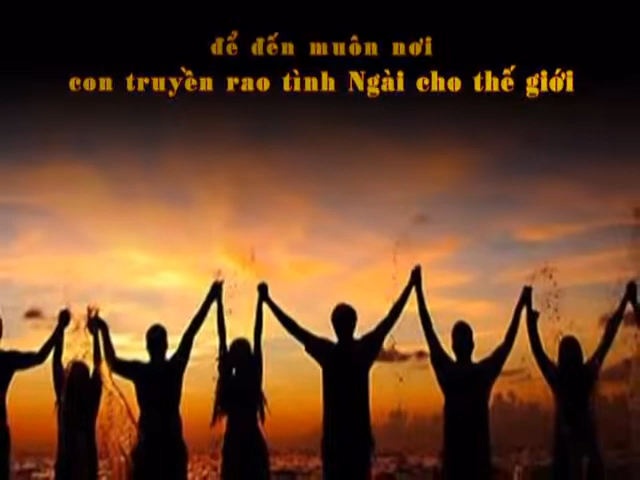 để đến muôn nơi
con truyền rao tình Ngài cho thế giới